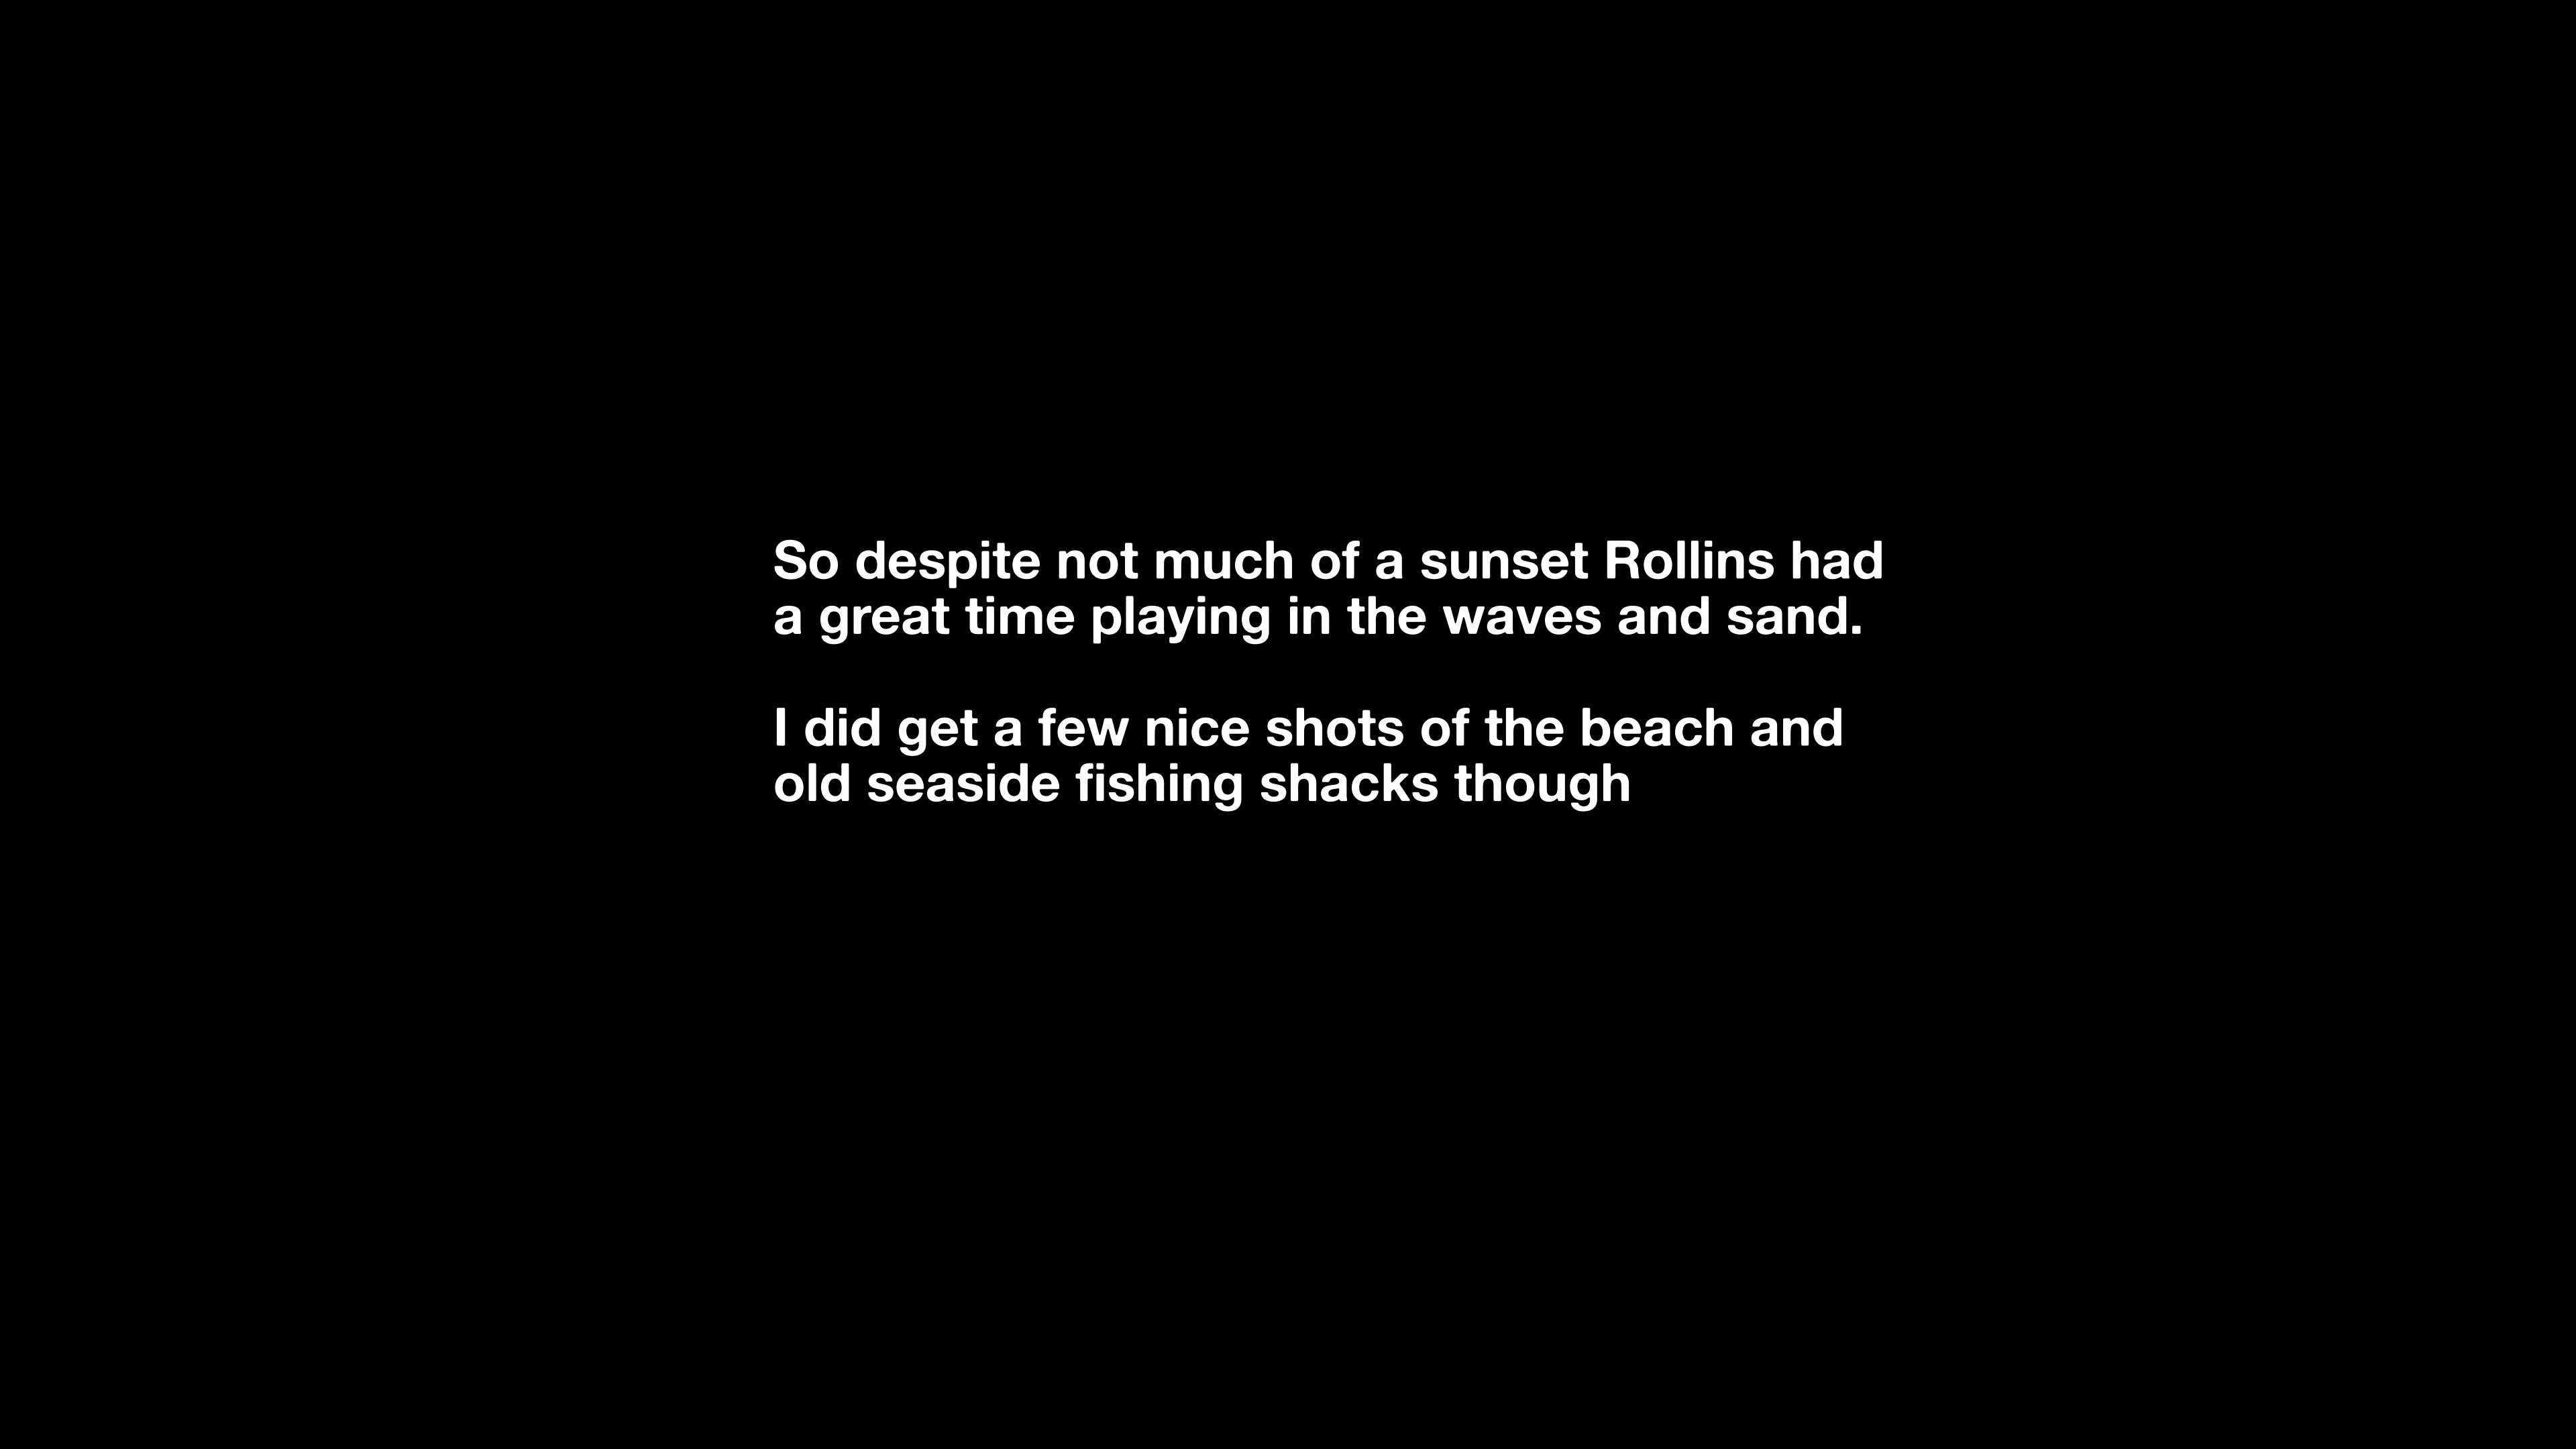 So despite not much of a sunset Rollins had
a great time playing in the waves and sand.
I did get a few nice shots of the beach and
old seaside fishing shacks though